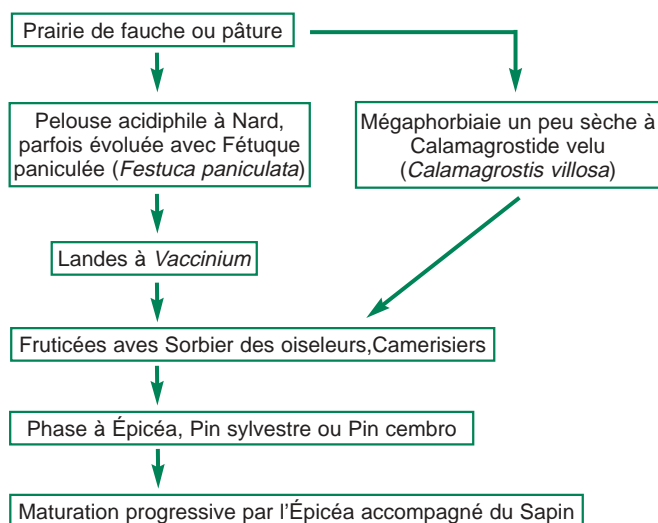 Prairie de fauche ou pâture
Pelouse acidiphile à Nard,
parfois évoluée avec Fétuque
paniculée (Festuca paniculata)
Mégaphorbiaie un peu sèche à
Calamagrostide velu
(Calamagrostis villosa)
Landes à Vaccinium
Fruticées aves Sorbier des oiseleurs,Camerisiers
Phase à Épicéa, Pin sylvestre ou Pin cembro
Maturation progressive par l'Épicéa accompagné du Sapin